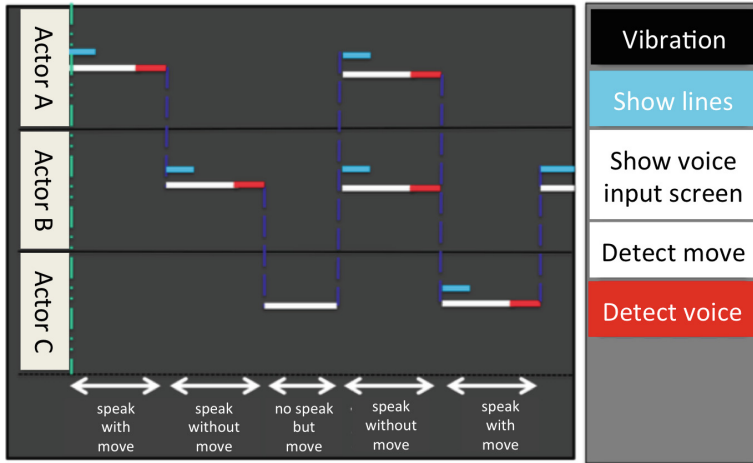 Actor A
Actor B
Actor C
speak
with
move
speak
without
move
no speak
but
move
speak
without
move
speak
with
move
Vibration
Show lines
Show voice
input screen
Detect move
Detect voice